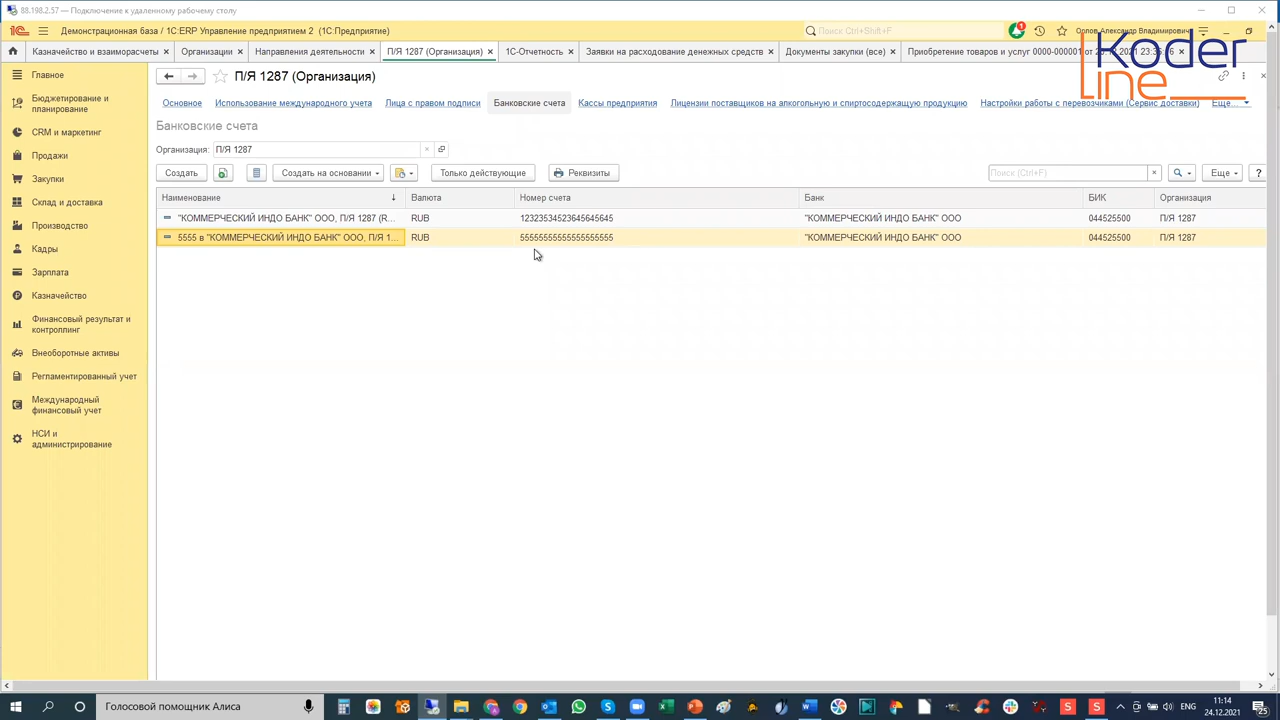 88.198.2.57 — Подключение к удаленному рабочему столу
Демонстрационная база / 1С:ERP Управление предприятием 2 (1С:Предприятие)
Поиск Ctrl+Shift+F
1
Орлов Александр Владимирович
Казначейство и взаиморасчеты ×
Организации ×
Направления деятельности ×
П/Я 1287 (Организация) ×
1С-Отчетность ×
Заявки на расходование денежных средств ×
Документы закупки (все) ×
Koder line
П/Я 1287 (Организация)
Основное
Использование международного учета
Лица с правом подписи
Банковские счета
Кассы предприятия
Лицензии поставщиков на алкогольную и спиртосодержащую продукцию
Настройки работы с перевозчиками (Сервис доставки)
Еще...
Банковские счета
Организация: П/Я 1287
Создать
Создать на основании
Только действующие
Реквизиты
Поиск (Ctrl+F)
Еще
?
Наименование ↓ Валюта Номер счета Банк БИК Организация
"КОММЕРЧЕСКИЙ ИНДО БАНК" ООО, П/Я 1287 (R... RUB "КОММЕРЧЕСКИЙ ИНДО БАНК" ООО 044525500 П/Я 1287
5555 в "КОММЕРЧЕСКИЙ ИНДО БАНК" ООО, П/Я 1... RUB 55555555555555555555 "КОММЕРЧЕСКИЙ ИНДО БАНК" ООО 044525500 П/Я 1287
Главное
Бюджетирование и
планирование
CRM и маркетинг
Продажи
Закупки
Склад и доставка
Производство
Кадры
Зарплата
Казначейство
Финансовый результат и
контроллинг
Внеоборотные активы
Регламентированный учет
Международный
финансовый учет
НСИ и
администрирование
Голосовой помощник Алиса
ENG
11:14
24.12.2021